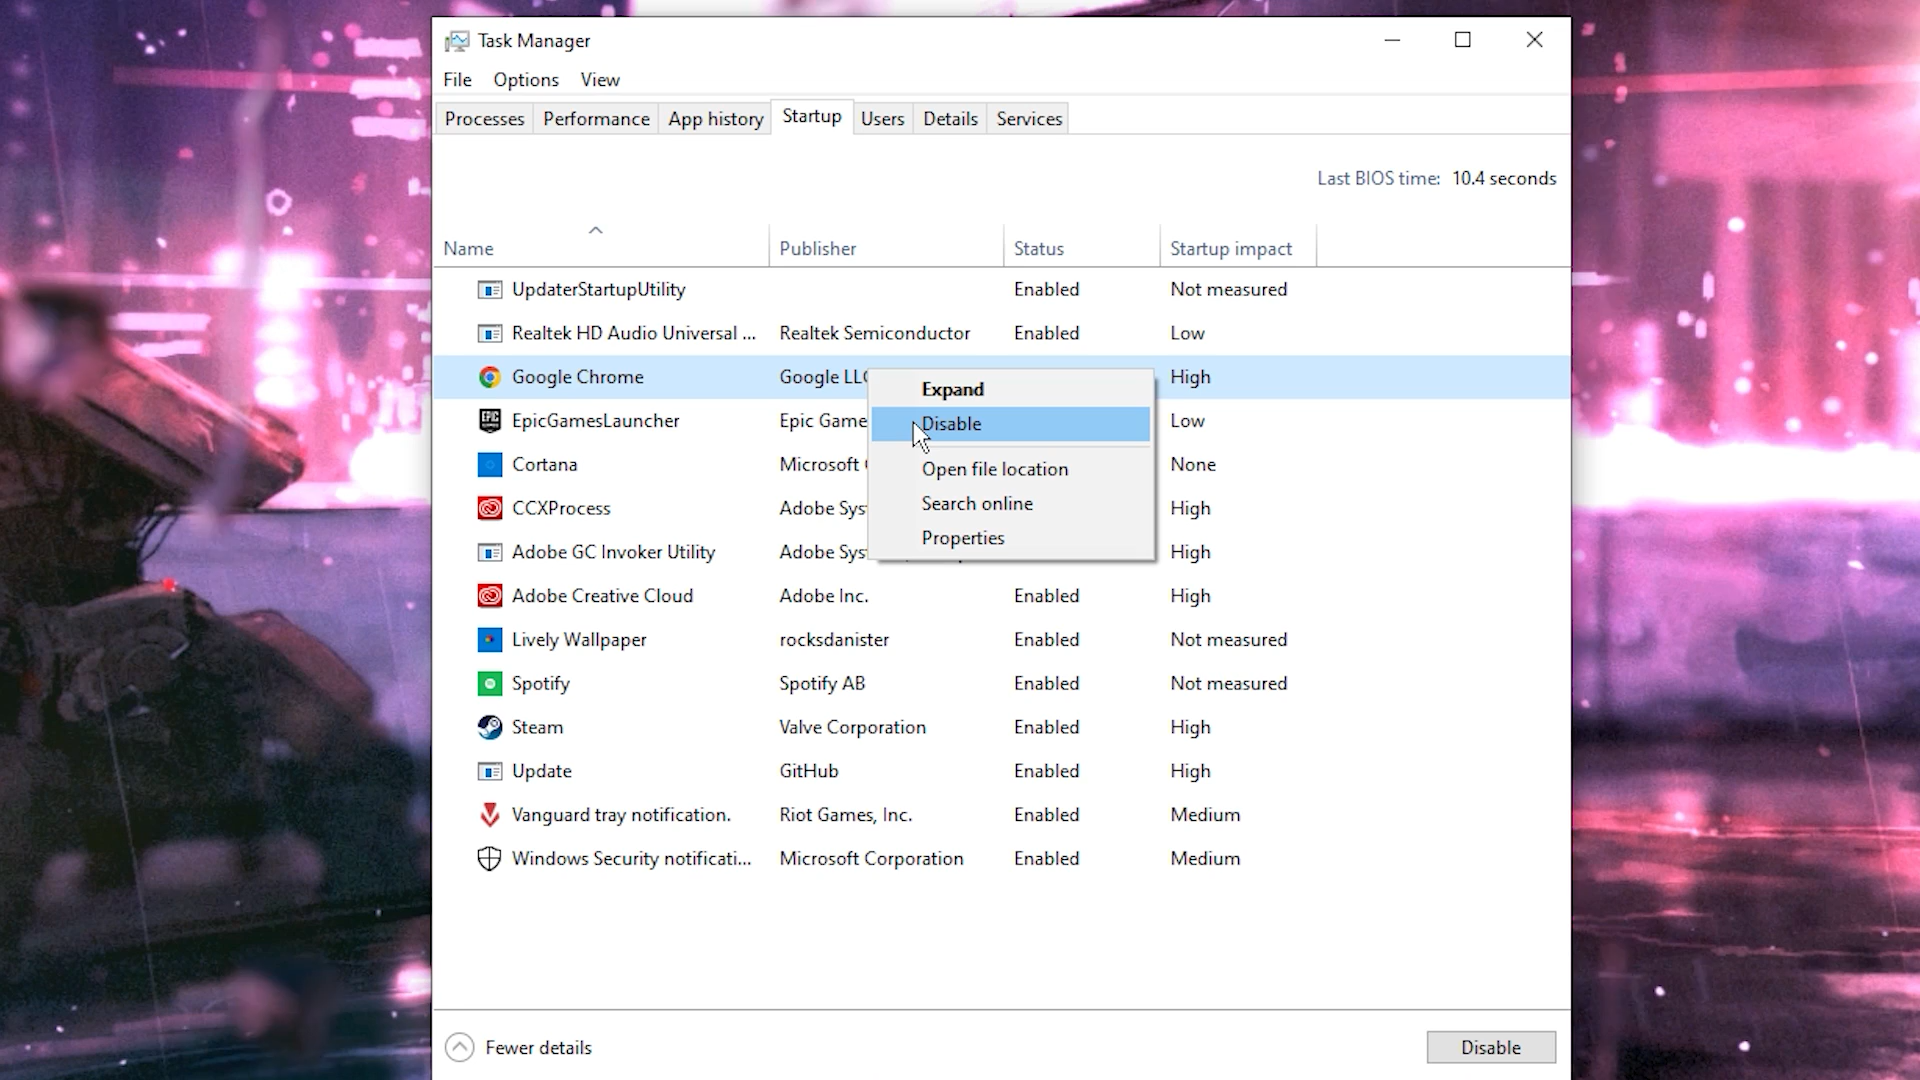 Task Manager
File Options View
Processes Performance App history Startup Users Details Services
Last BIOS time: 10.4 seconds
Name Publisher Status Startup impact
UpdaterStartupUtility Enabled Not measured
Realtek HD Audio Universal ... Realtek Semiconductor Enabled Low
Google Chrome Google LLC High
EpicGamesLauncher Epic Game Low
Cortana Microsoft None
CCXProcess Adobe Sys High
Adobe GC Invoker Utility Adobe Sys High
Expand
Disable
Open file location
Search online
Properties
Adobe Creative Cloud Adobe Inc. Enabled High
Lively Wallpaper rocksdanister Enabled Not measured
Spotify Spotify AB Enabled Not measured
Steam Valve Corporation Enabled High
Update GitHub Enabled High
Vanguard tray notification. Riot Games, Inc. Enabled Medium
Windows Security notificati... Microsoft Corporation Enabled Medium
Fewer details Disable